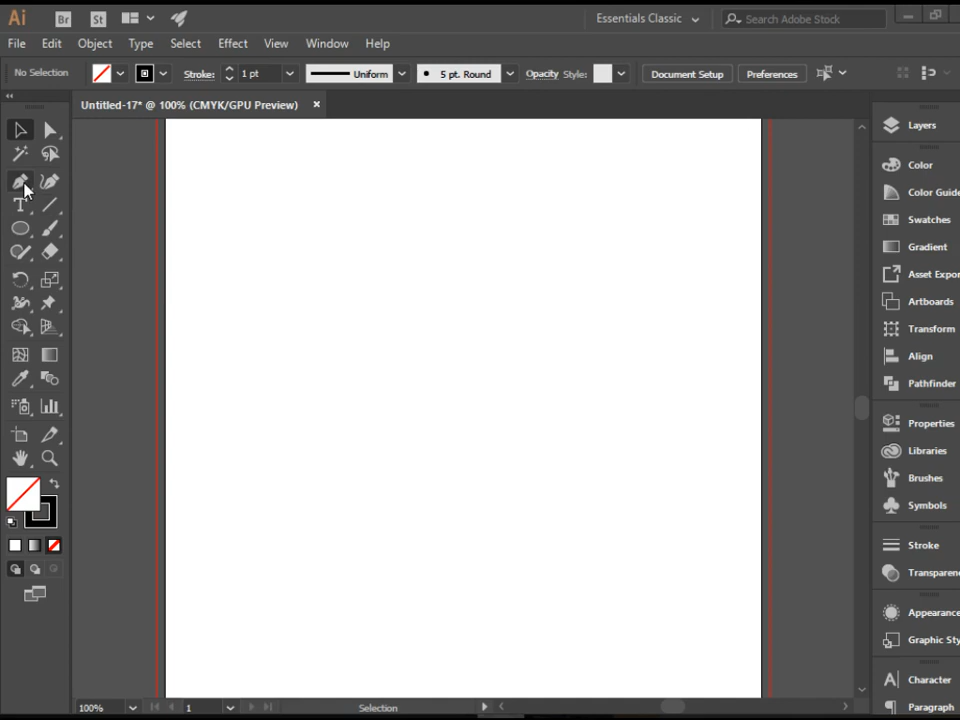 Ai Br St Essentials Classic Search Adobe Stock
File Edit Object Type Select Effect View Window Help
No Selection Stroke: 1 pt Uniform 5 pt. Round Opacity Style: Document Setup Preferences
Untitled-17* @ 100% (CMYK/GPU Preview) ×
Layers
Color
Color Guide
Swatches
Gradient
Asset Expor
Artboards
Transform
Align
Pathfinder
Properties
Libraries
Brushes
Symbols
Stroke
Transparen
Appearance
Graphic Sty
Character
Paragraph
100% 1 Selection